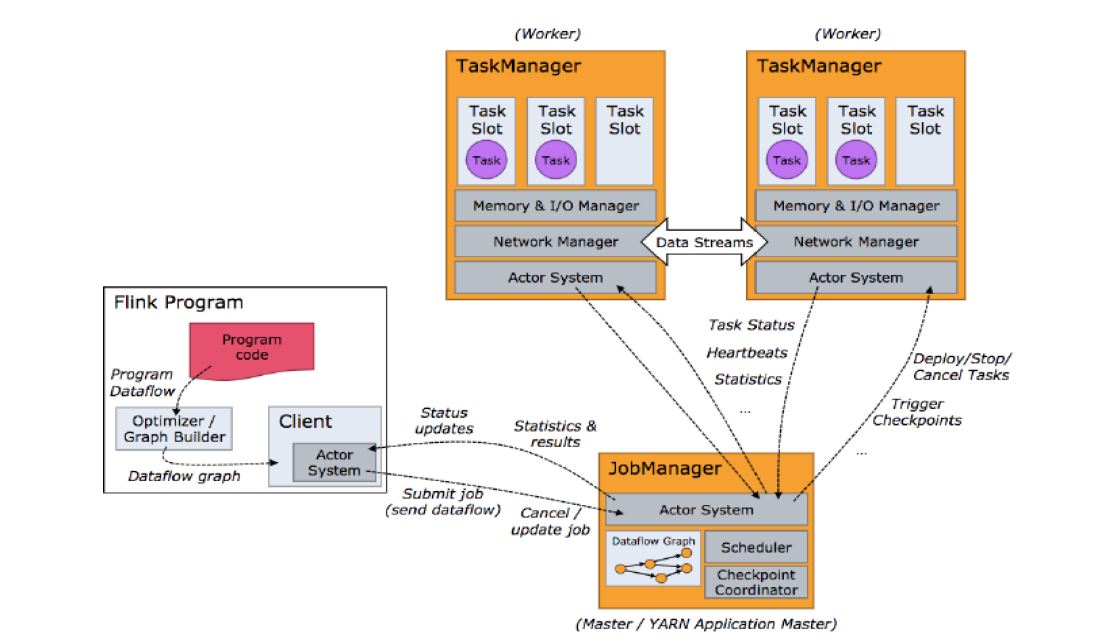 (Worker)
(Worker)
TaskManager
TaskManager
Task
Slot
Task
Task
Slot
Task
Task
Slot
Task
Slot
Task
Task
Slot
Task
Task
Slot
Memory & I/O Manager
Memory & I/O Manager
Network Manager
Data Streams
Network Manager
Actor System
Actor System
Flink Program
Program
code
Program
Dataflow
Optimizer /
Graph Builder
Dataflow graph
Client
Actor
System
Task Status
Heartbeats
Statistics
...
Deploy/Stop/
Cancel Tasks
Trigger
Checkpoints
...
Status
updates
Statistics &
results
Submit job
(send dataflow)
Cancel /
update job
JobManager
Actor System
Dataflow Graph
Scheduler
Checkpoint
Coordinator
(Master / YARN Application Master)